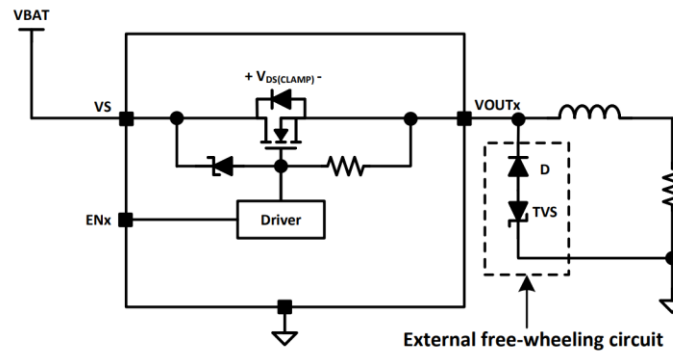 VBAT
+ VDS(CLAMP) -
VS
VOUTx
D
TVS
Driver
ENx
External free-wheeling circuit